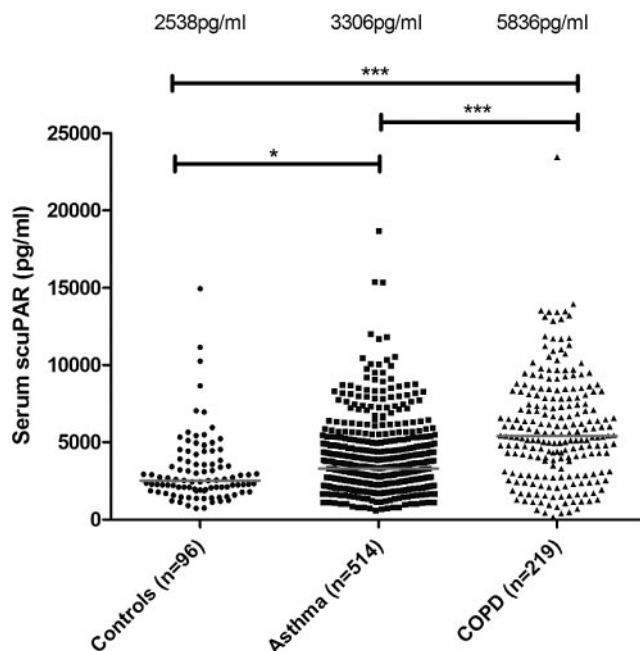 2538pg/ml 3306pg/ml 5836pg/ml
***
***
*
25000
20000
15000
10000
5000
0
Serum scuPAR (pg/ml)
Controls (n=96)
Asthma (n=514)
COPD (n=219)